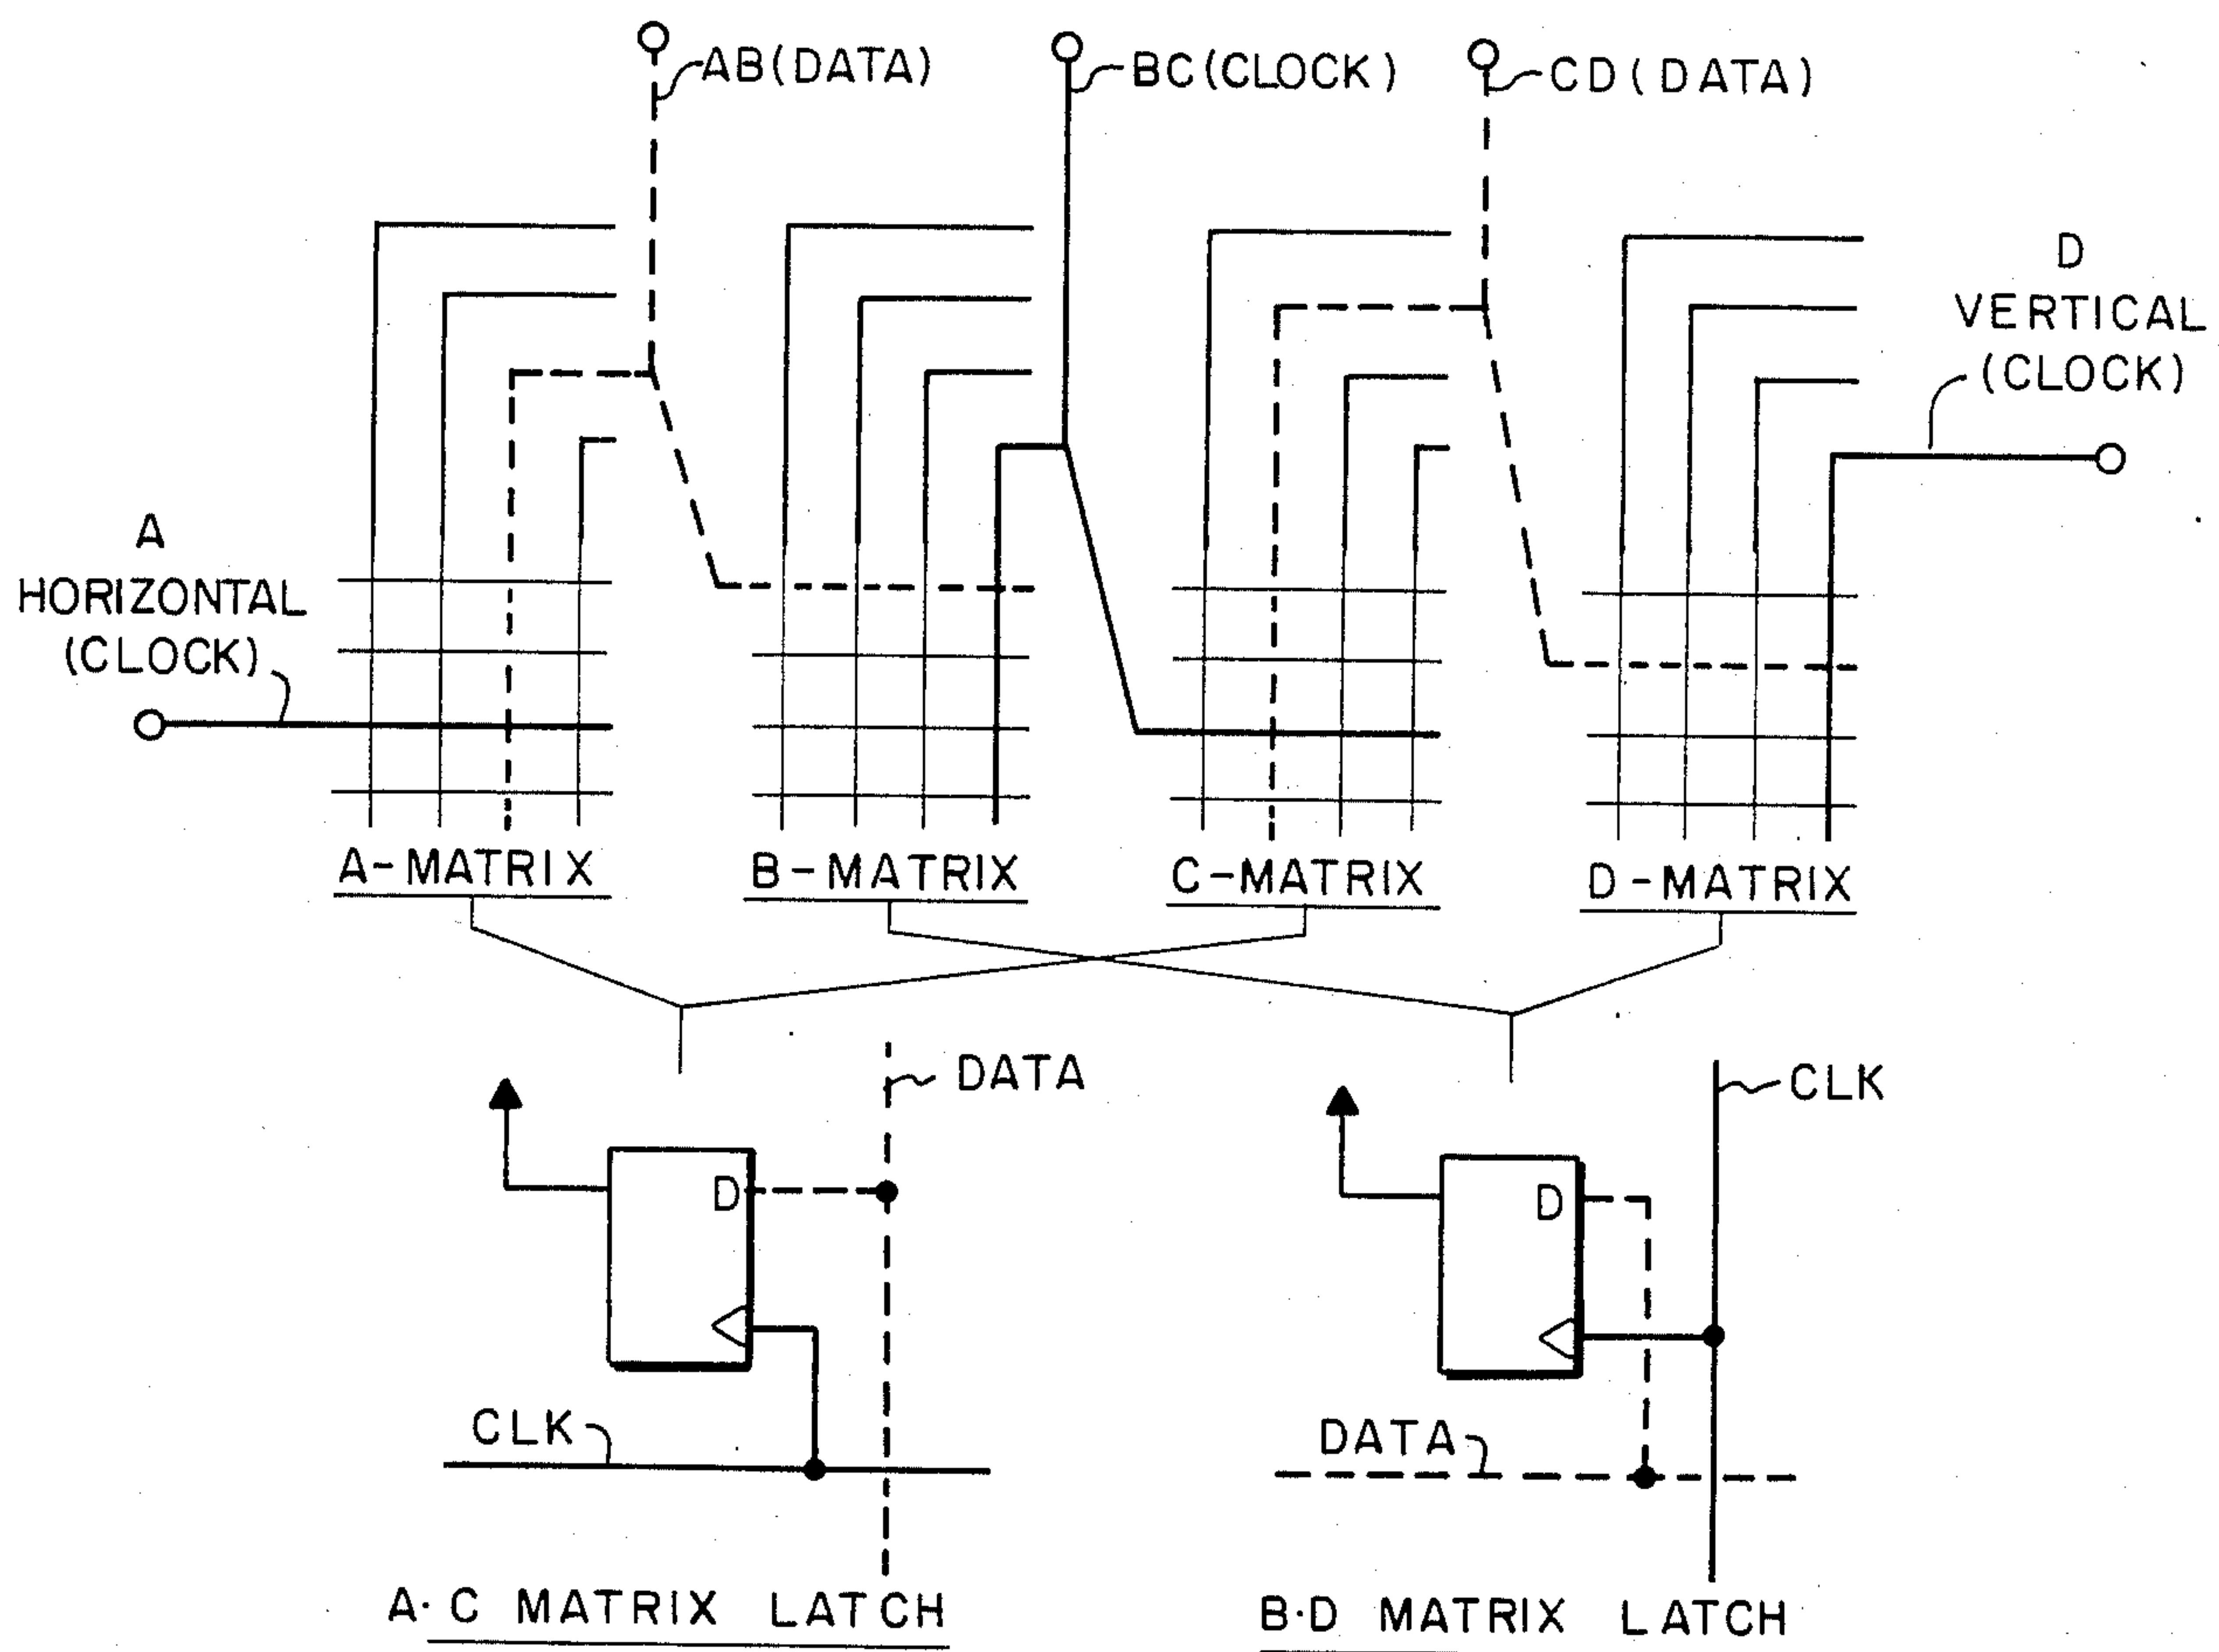 AB(DATA)
BC(CLOCK)
CD(DATA)
D
VERTICAL
(CLOCK)
A
HORIZONTAL
(CLOCK)
A-MATRIX
B-MATRIX
C-MATRIX
D-MATRIX
DATA
CLK
D
D
CLK
DATA
A·C MATRIX LATCH
B·D MATRIX LATCH